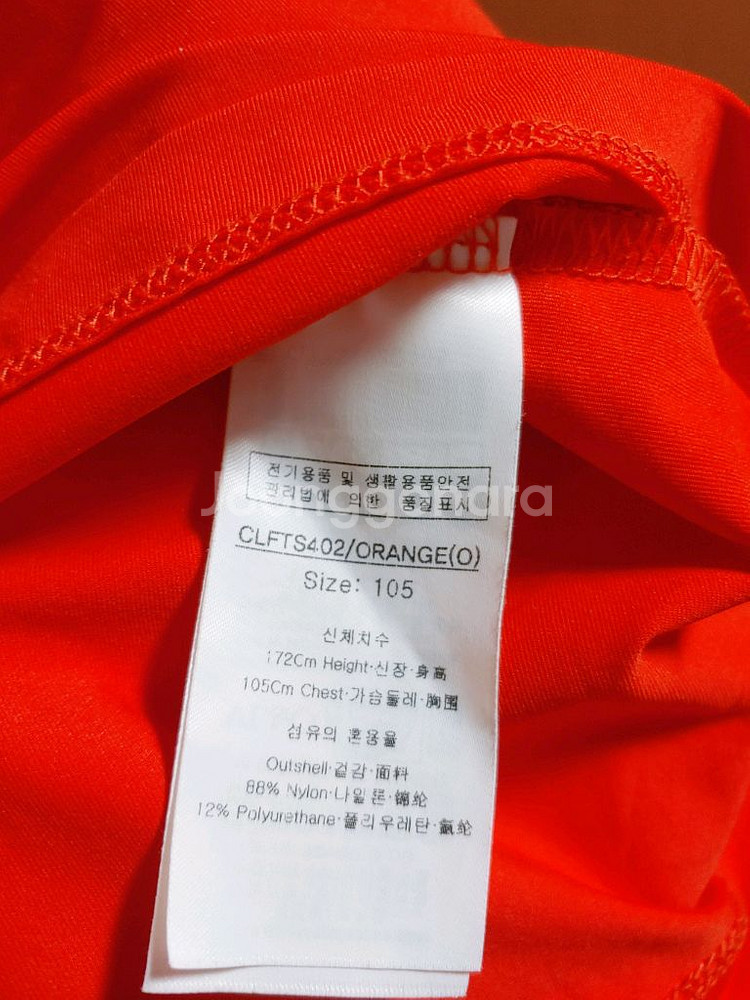 전기용품 및 생활용품안전
관리법에 의한 품질표시
Joonggonara
CLFTS402/ORANGE(O)
Size: 105
신체치수
172Cm Height·신장·身高
105Cm Chest·가슴둘레·胸围
섬유의 혼용율
Outshell·겉감·面料
88% Nylon·나일론·锦纶
12% Polyurethane·폴리우레탄·氨纶